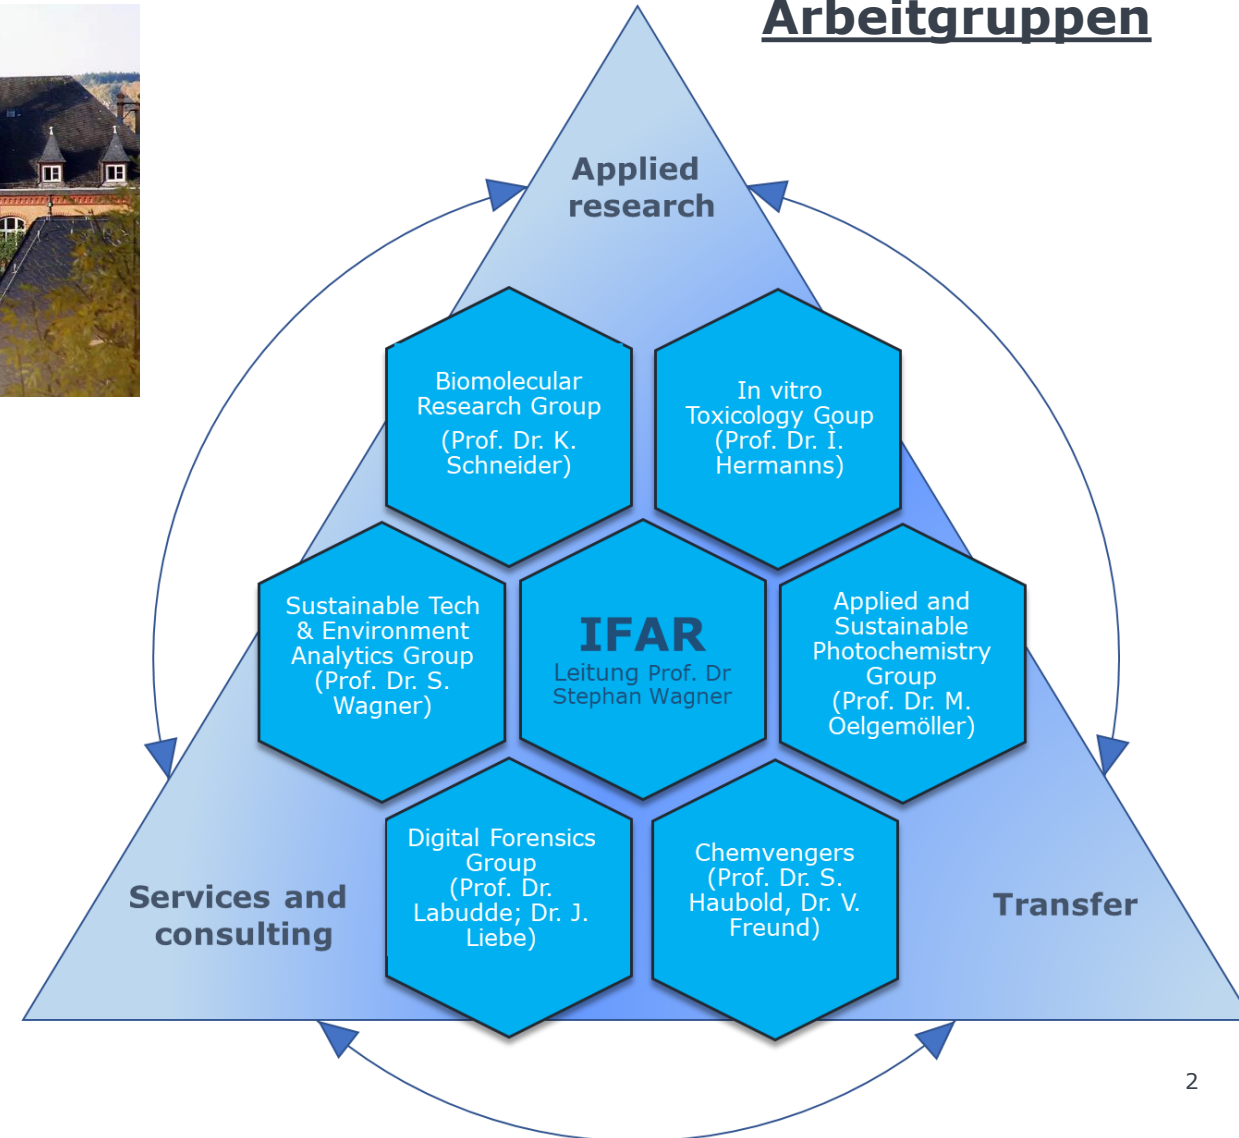 Arbeitgruppen
Applied
research
Biomolecular
Research Group
(Prof. Dr. K.
Schneider)
In vitro
Toxicology Goup
(Prof. Dr. Ì.
Hermanns)
Sustainable Tech
& Environment
Analytics Group
(Prof. Dr. S.
Wagner)
IFAR
Leitung Prof. Dr
Stephan Wagner
Applied and
Sustainable
Photochemistry
Group
(Prof. Dr. M.
Oelgemöller)
Digital Forensics
Group
(Prof. Dr.
Labudde; Dr. J.
Liebe)
Chemvengers
(Prof. Dr. S.
Haubold, Dr. V.
Freund)
Services and
consulting
Transfer
2